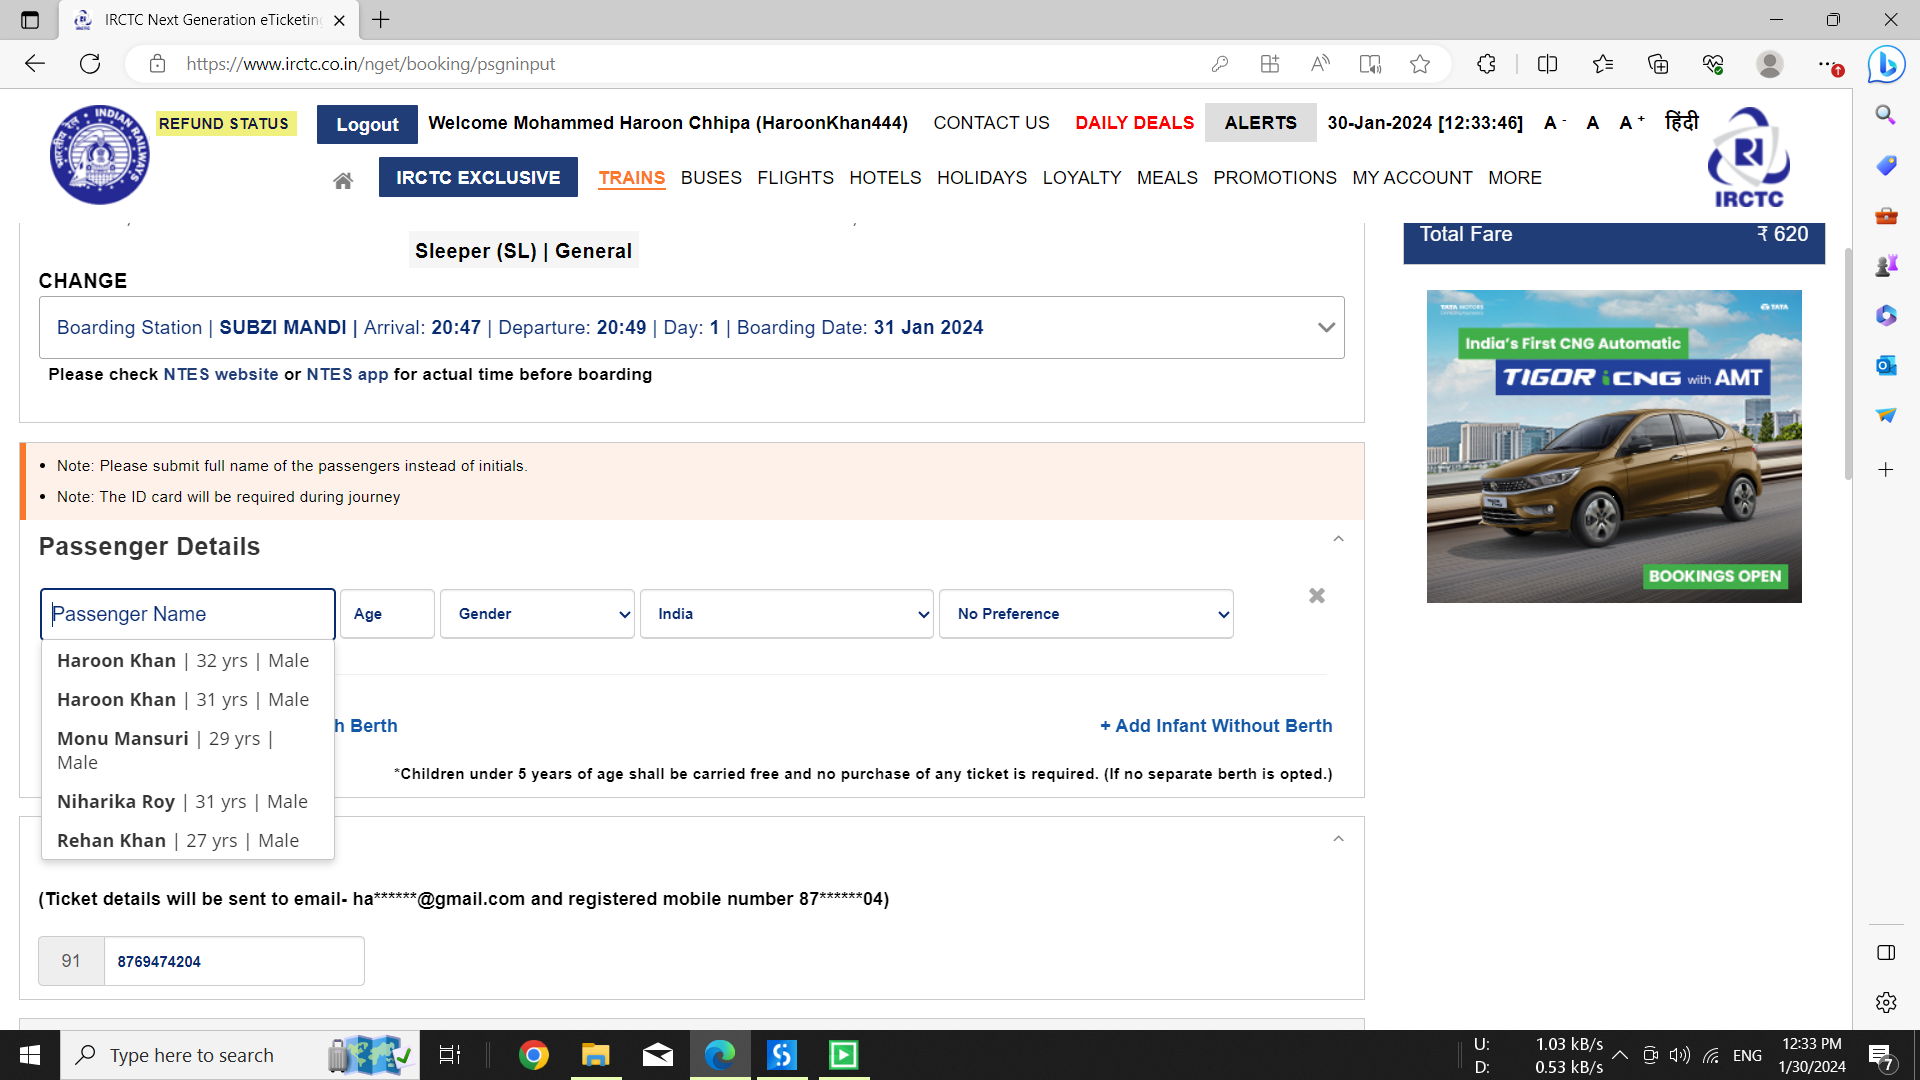 IRCTC Next Generation eTicketing
https://www.irctc.co.in/nget/booking/psgninput
REFUND STATUS
Logout
Welcome Mohammed Haroon Chhipa (HaroonKhan444)
CONTACT US
DAILY DEALS
ALERTS
30-Jan-2024 [12:33:46]
A -
A
A +
हिंदी
INDIAN RAILWAYS
भारतीय रेल
IRCTC
IRCTC EXCLUSIVE
TRAINS
BUSES
FLIGHTS
HOTELS
HOLIDAYS
LOYALTY
MEALS
PROMOTIONS
MY ACCOUNT
MORE
Sleeper (SL) | General
Total Fare
₹ 620
CHANGE
Boarding Station | SUBZI MANDI | Arrival: 20:47 | Departure: 20:49 | Day: 1 | Boarding Date: 31 Jan 2024
Please check NTES website or NTES app for actual time before boarding
TATA MOTORS
TATA
India's First CNG Automatic
TIGOR iCNG with AMT
BOOKINGS OPEN
Note: Please submit full name of the passengers instead of initials.
Note: The ID card will be required during journey
Passenger Details
Passenger Name
Age
Gender
India
No Preference
Haroon Khan | 32 yrs | Male
Haroon Khan | 31 yrs | Male
Monu Mansuri | 29 yrs |
Male
Niharika Roy | 31 yrs | Male
Rehan Khan | 27 yrs | Male
h Berth
+ Add Infant Without Berth
*Children under 5 years of age shall be carried free and no purchase of any ticket is required. (If no separate berth is opted.)
(Ticket details will be sent to email- ha******@gmail.com and registered mobile number 87******04)
91
8769474204
Type here to search
U:
1.03 kB/s
D:
0.53 kB/s
ENG
12:33 PM
1/30/2024
7